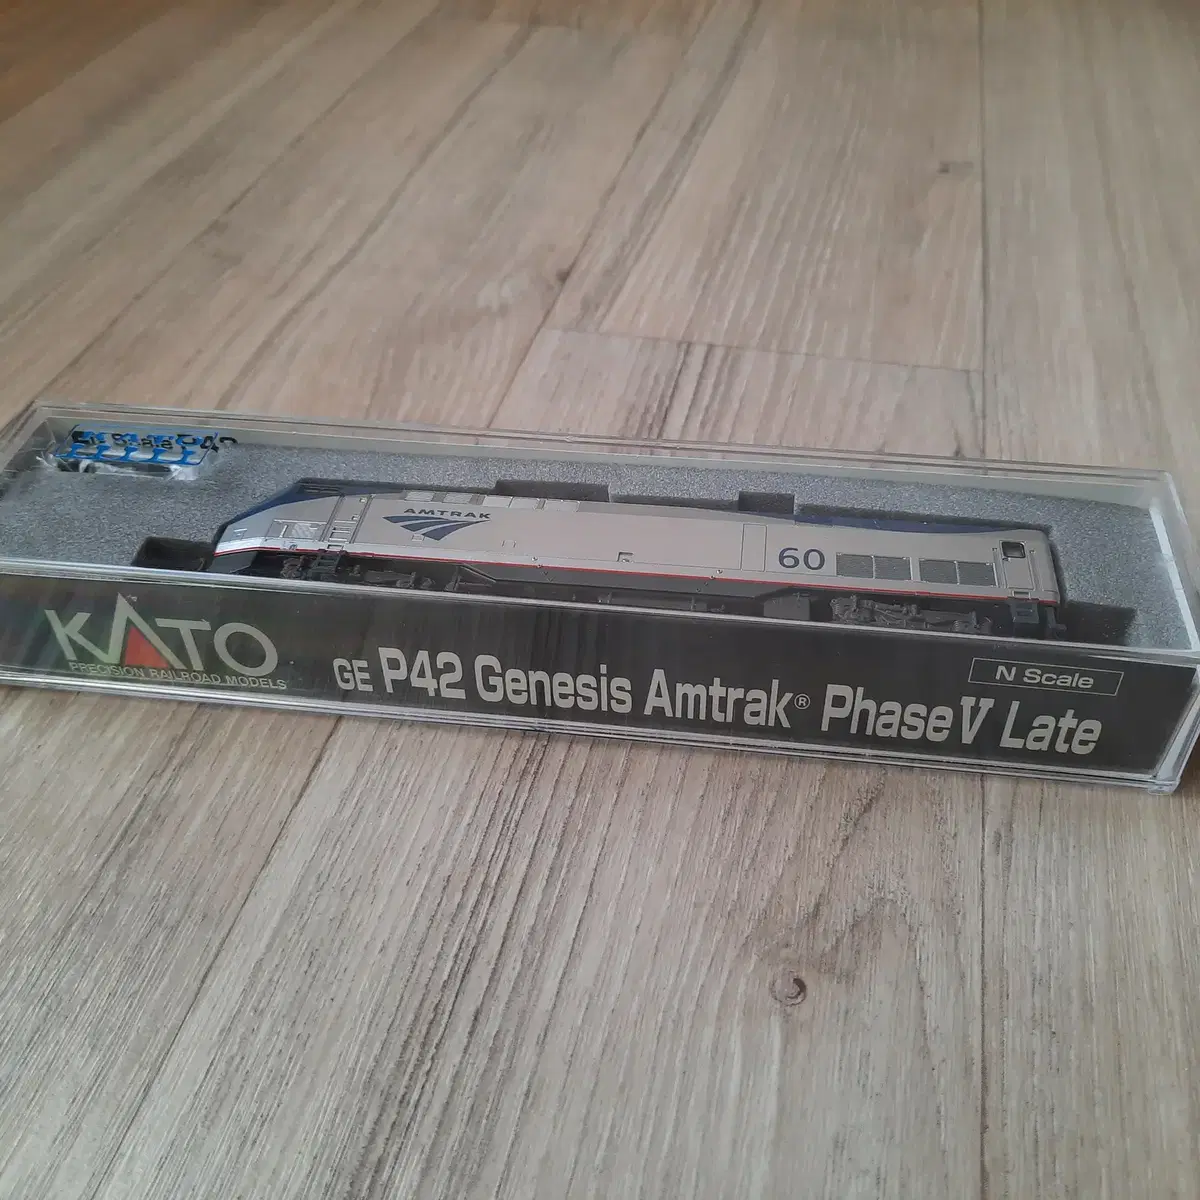 AMTRAK
60
KATO
PRECISION RAILROAD MODELS
GE P42 Genesis Amtrak® Phase V Late
N Scale